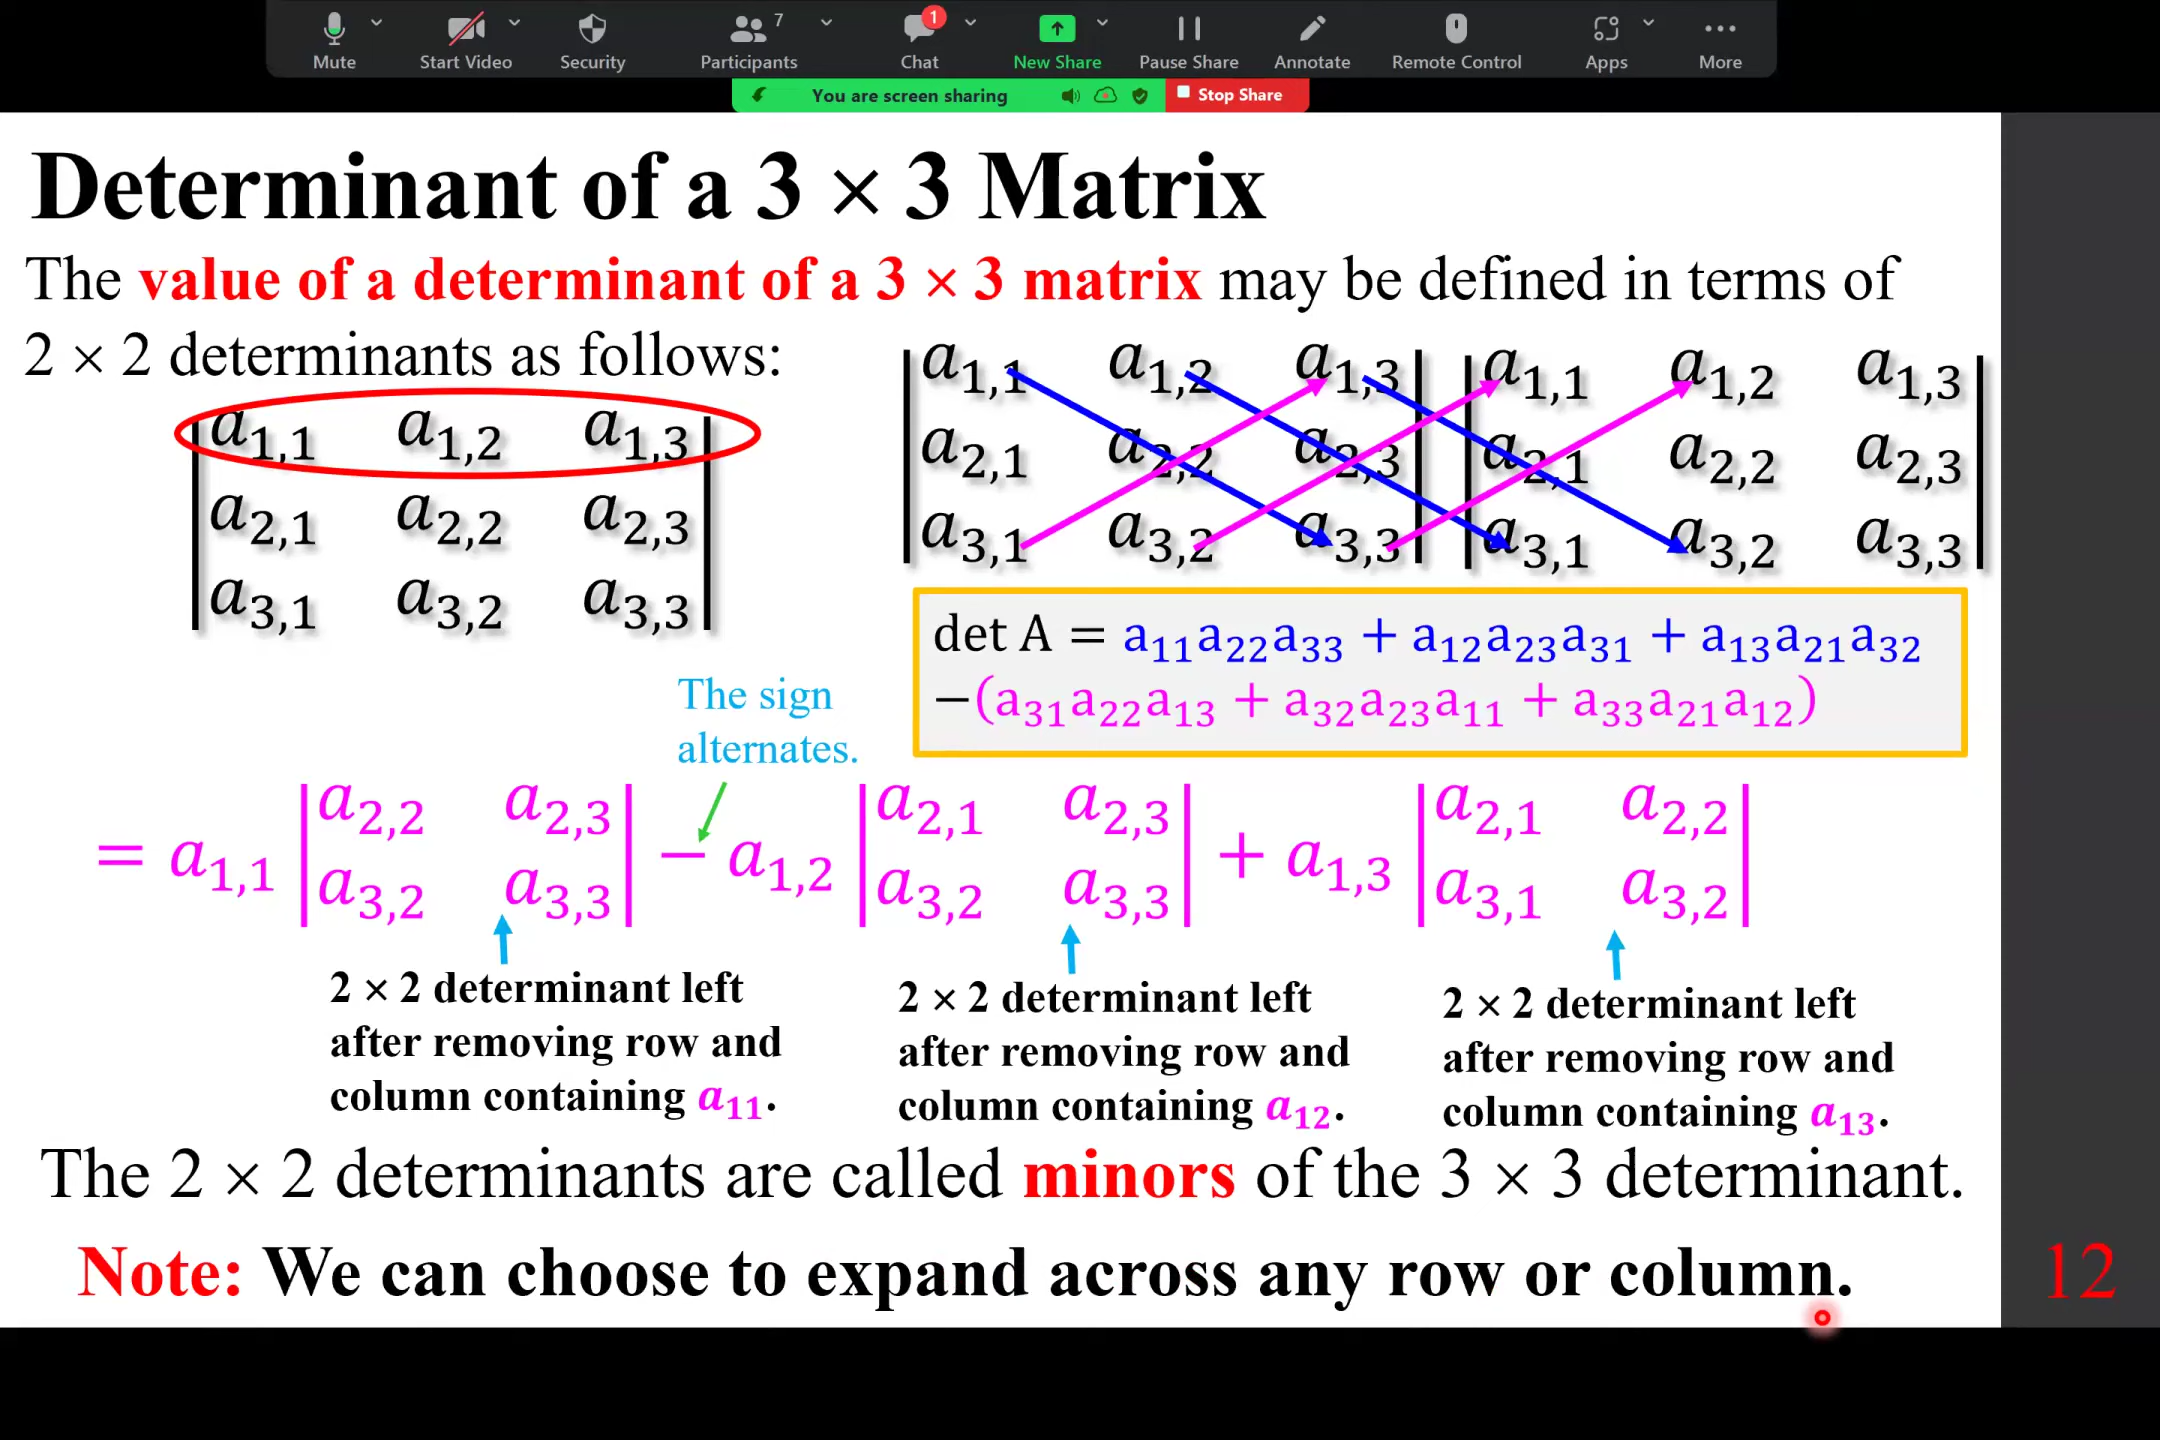 Mute Start Video Security Participants 7 Chat 1 New Share Pause Share Annotate Remote Control Apps More
You are screen sharing Stop Share
Determinant of a 3 × 3 Matrix
The value of a determinant of a 3 × 3 matrix may be defined in terms of
2 × 2 determinants as follows:
a1,1 a1,2 a1,3
a2,1 a2,2 a2,3
a3,1 a3,2 a3,3
a1,1 a1,2 a1,3 a1,1 a1,2 a1,3
a2,1 a2,2 a2,3 a2,1 a2,2 a2,3
a3,1 a3,2 a3,3 a3,1 a3,2 a3,3
det A = a11a22a33 + a12a23a31 + a13a21a32
−(a31a22a13 + a32a23a11 + a33a21a12)
The sign
alternates.
= a1,1 |a2,2 a2,3| − a1,2 |a2,1 a2,3| + a1,3 |a2,1 a2,2|
|a3,2 a3,3| |a3,2 a3,3| |a3,1 a3,2|
2 × 2 determinant left
after removing row and
column containing a11.
2 × 2 determinant left
after removing row and
column containing a12.
2 × 2 determinant left
after removing row and
column containing a13.
The 2 × 2 determinants are called minors of the 3 × 3 determinant.
Note: We can choose to expand across any row or column.
12